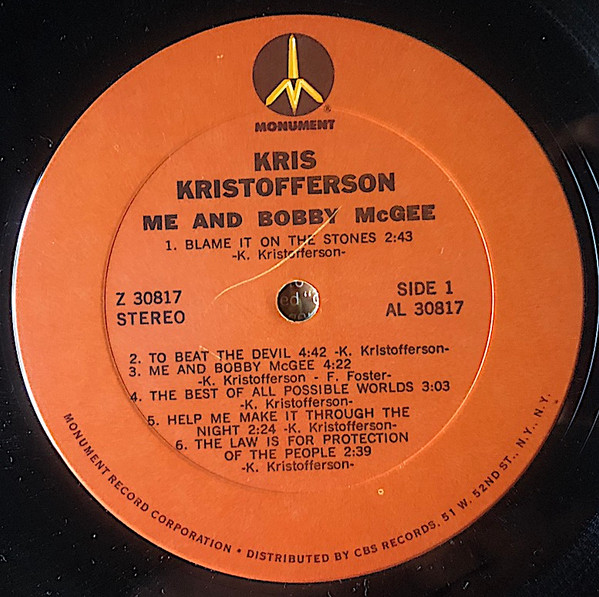 ®
MONUMENT
KRIS
KRISTOFFERSON
ME AND BOBBY McGEE
1. BLAME IT ON THE STONES 2:43
-K. Kristofferson-
Z 30817
STEREO
SIDE 1
AL 30817
2. TO BEAT THE DEVIL 4:42 -K. Kristofferson-
3. ME AND BOBBY McGEE 4:22
-K. Kristofferson - F. Foster-
4. THE BEST OF ALL POSSIBLE WORLDS 3:03
-K. Kristofferson-
5. HELP ME MAKE IT THROUGH THE
NIGHT 2:24 -K. Kristofferson-
6. THE LAW IS FOR PROTECTION
OF THE PEOPLE 2:39
-K. Kristofferson-
MONUMENT RECORD CORPORATION • DISTRIBUTED BY CBS RECORDS, 51 W. 52ND ST., N.Y., N.Y.